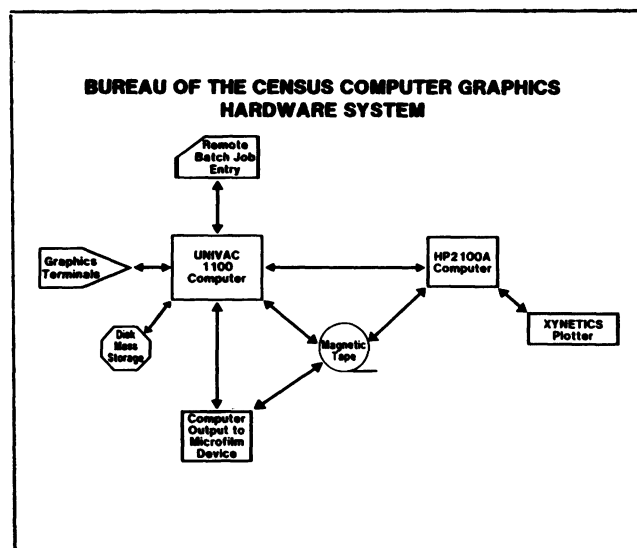 BUREAU OF THE CENSUS COMPUTER GRAPHICS
HARDWARE SYSTEM
Remote
Batch Job
Entry
Graphics
Terminals
UNIVAC
1100
Computer
HP2100A
Computer
Disk
Mass
Storage
Magnetic
Tape
XYNETICS
Plotter
Computer
Output to
Microfilm
Device